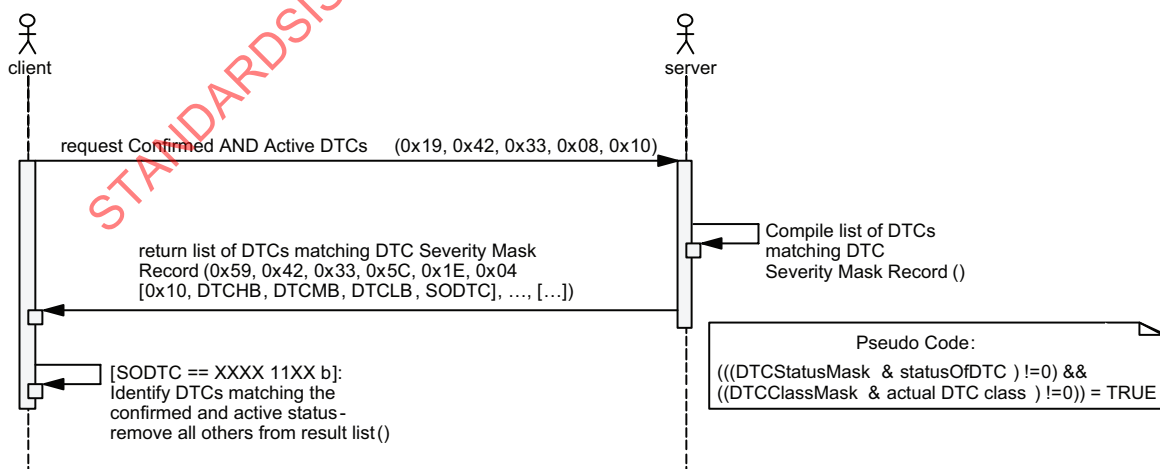 client
server
STANDARDSIS
request Confirmed AND Active DTCs (0x19, 0x42, 0x33, 0x08, 0x10)
Compile list of DTCs
matching DTC
Severity Mask Record ()
return list of DTCs matching DTC Severity Mask
Record (0x59, 0x42, 0x33, 0x5C, 0x1E, 0x04
[0x10, DTCHB, DTCMB, DTCLB, SODTC], …, […])
Pseudo Code:
(((DTCStatusMask & statusOfDTC ) !=0) &&
((DTCClassMask & actual DTC class ) !=0)) = TRUE
[SODTC == XXXX 11XX b]:
Identify DTCs matching the
confirmed and active status-
remove all others from result list()